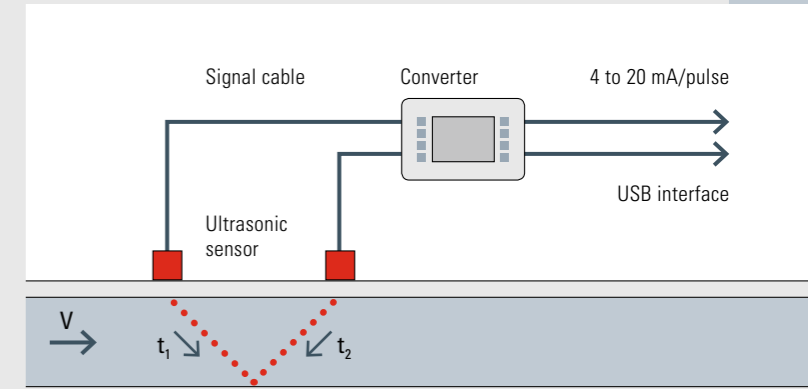 Signal cable
Converter
4 to 20 mA/pulse
USB interface
Ultrasonic
sensor
V
t₁
t₂